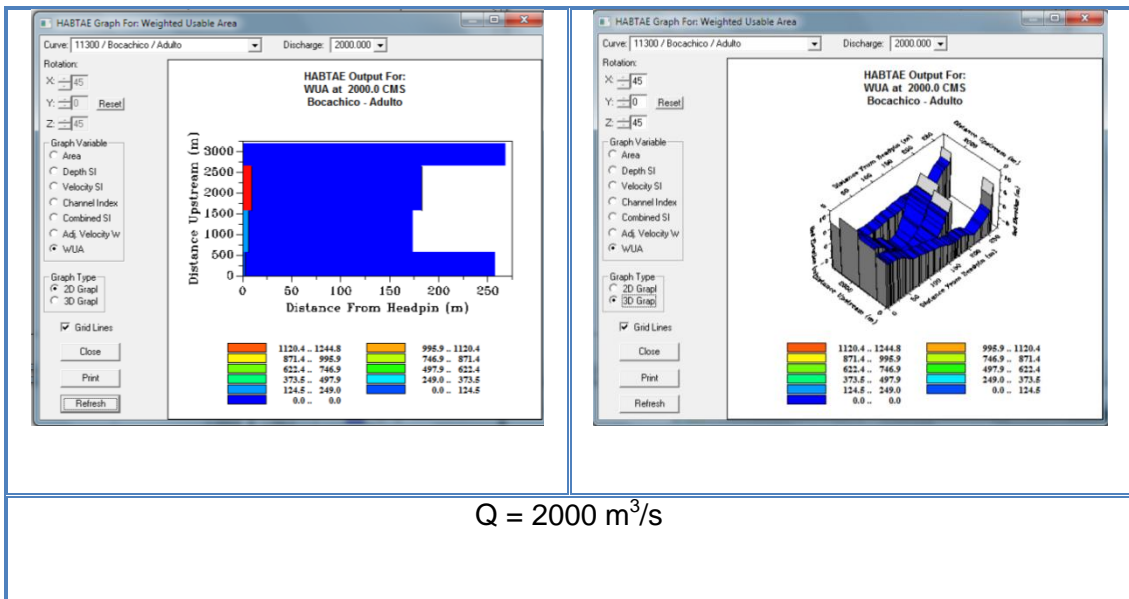 HABTAE Graph For: Weighted Usable Area
Curve: 11300 / Bocachico / Adulto Discharge: 2000.000
Rotation:
X: 45
Y: 0 Reset
Z: 45
Graph Variable
Area
Depth SI
Velocity SI
Channel Index
Combined SI
Adj. Velocity W
WUA
Graph Type
2D Grapl
3D Grapl
Grid Lines
Close
Print
Refresh
HABTAE Output For:
WUA at 2000.0 CMS
Bocachico - Adulto
Distance Upstream (m)
3000
2500
2000
1500
1000
500
0
0 50 100 150 200 250
Distance From Headpin (m)
1120.4 .. 1244.8 995.9 .. 1120.4
871.4 .. 995.9 746.9 .. 871.4
622.4 .. 746.9 497.9 .. 622.4
373.5 .. 497.9 249.0 .. 373.5
124.5 .. 249.0 0.0 .. 124.5
0.0 .. 0.0
HABTAE Graph For: Weighted Usable Area
Curve: 11300 / Bocachico / Adulto Discharge: 2000.000
Rotation:
X: 45
Y: 0 Reset
Z: 45
Graph Variable
Area
Depth SI
Velocity SI
Channel Index
Combined SI
Adj. Velocity W
WUA
Graph Type
2D Grapl
3D Grapl
Grid Lines
Close
Print
Refresh
HABTAE Output For:
WUA at 2000.0 CMS
Bocachico - Adulto
Distance From Headpin (m)
Distance Upstream (m)
Distance Upstream (m)
Distance From Headpin (m)
1120.4 .. 1244.8 995.9 .. 1120.4
871.4 .. 995.9 746.9 .. 871.4
622.4 .. 746.9 497.9 .. 622.4
373.5 .. 497.9 249.0 .. 373.5
124.5 .. 249.0 0.0 .. 124.5
0.0 .. 0.0
Q = 2000 m³/s